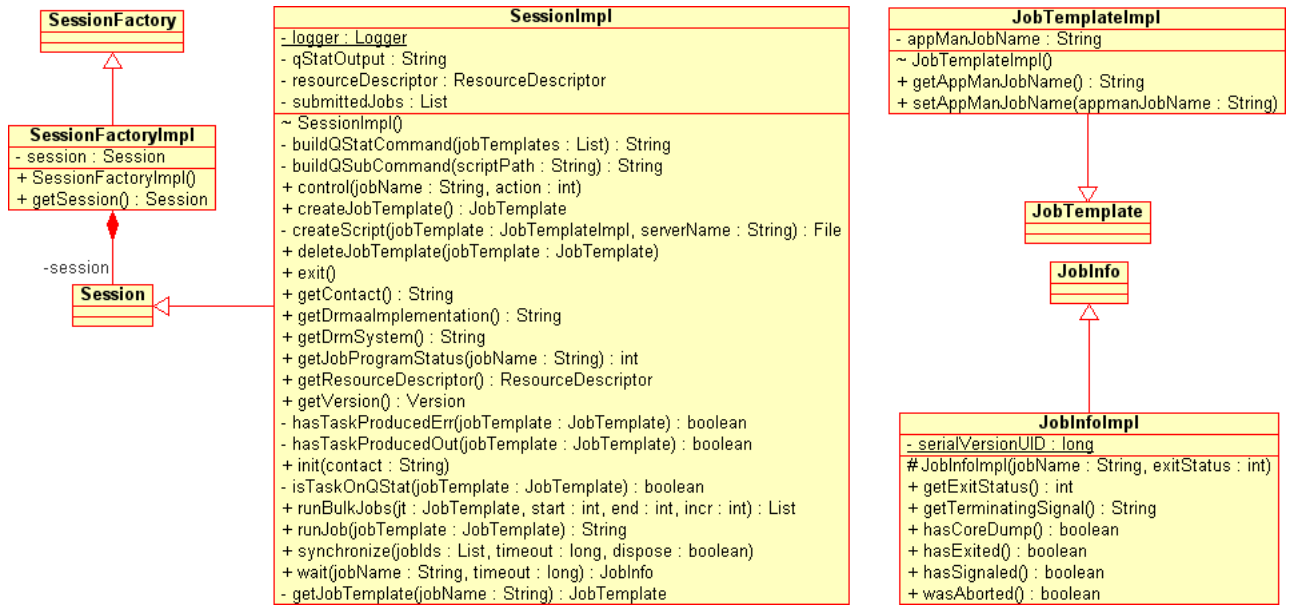 SessionFactory
SessionFactoryImpl
- session : Session
+ SessionFactoryImpl()
+ getSession() : Session
-session
Session
SessionImpl
- logger : Logger
- qStatOutput : String
- resourceDescriptor : ResourceDescriptor
- submittedJobs : List
~ SessionImpl()
- buildQStatCommand(jobTemplates : List) : String
- buildQSubCommand(scriptPath : String) : String
+ control(jobName : String, action : int)
+ createJobTemplate() : JobTemplate
- createScript(jobTemplate : JobTemplateImpl, serverName : String) : File
+ deleteJobTemplate(jobTemplate : JobTemplate)
+ exit()
+ getContact() : String
+ getDrmaaImplementation() : String
+ getDrmSystem() : String
+ getJobProgramStatus(jobName : String) : int
+ getResourceDescriptor() : ResourceDescriptor
+ getVersion() : Version
- hasTaskProducedErr(jobTemplate : JobTemplate) : boolean
- hasTaskProducedOut(jobTemplate : JobTemplate) : boolean
+ init(contact : String)
- isTaskOnQStat(jobTemplate : JobTemplate) : boolean
+ runBulkJobs(jt : JobTemplate, start : int, end : int, incr : int) : List
+ runJob(jobTemplate : JobTemplate) : String
+ synchronize(jobIds : List, timeout : long, dispose : boolean)
+ wait(jobName : String, timeout : long) : JobInfo
- getJobTemplate(jobName : String) : JobTemplate
JobTemplateImpl
- appManJobName : String
~ JobTemplateImpl()
+ getAppManJobName() : String
+ setAppManJobName(appmanJobName : String)
JobTemplate
JobInfo
JobInfoImpl
- serialVersionUID : long
# JobInfoImpl(jobName : String, exitStatus : int)
+ getExitStatus() : int
+ getTerminatingSignal() : String
+ hasCoreDump() : boolean
+ hasExited() : boolean
+ hasSignaled() : boolean
+ wasAborted() : boolean